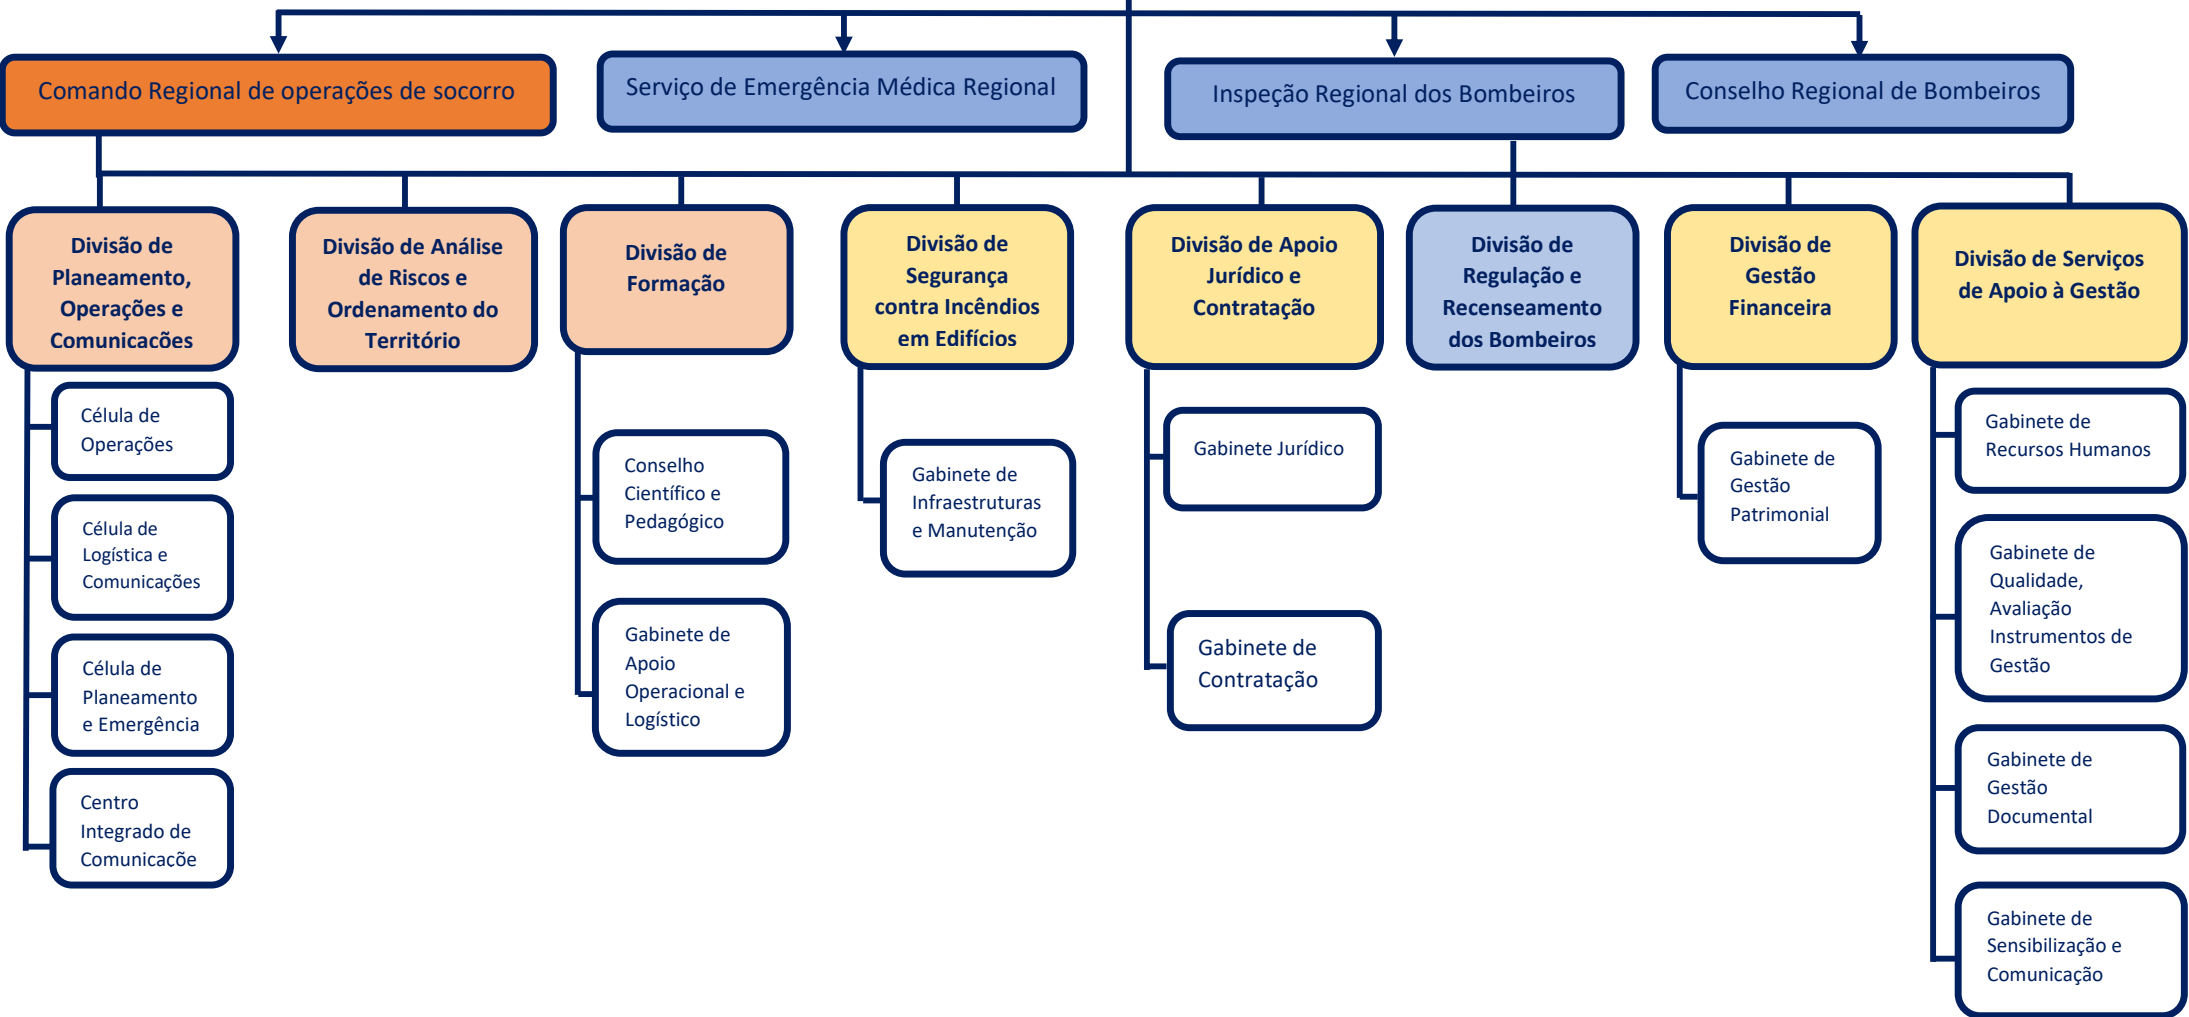 Comando Regional de operações de socorro
Serviço de Emergência Médica Regional
Inspeção Regional dos Bombeiros
Conselho Regional de Bombeiros
Divisão de
Planeamento,
Operações e
Comunicações
Divisão de Análise
de Riscos e
Ordenamento do
Território
Divisão de
Formação
Divisão de
Segurança
contra Incêndios
em Edifícios
Divisão de Apoio
Jurídico e
Contratação
Divisão de
Regulação e
Recenseamento
dos Bombeiros
Divisão de
Gestão
Financeira
Divisão de Serviços
de Apoio à Gestão
Célula de
Operações
Célula de
Logística e
Comunicações
Célula de
Planeamento
e Emergência
Centro
Integrado de
Comunicaçõe
Conselho
Científico e
Pedagógico
Gabinete de
Apoio
Operacional e
Logístico
Gabinete de
Infraestruturas
e Manutenção
Gabinete Jurídico
Gabinete de
Contratação
Gabinete de
Gestão
Patrimonial
Gabinete de
Recursos Humanos
Gabinete de
Qualidade,
Avaliação
Instrumentos de
Gestão
Gabinete de
Gestão
Documental
Gabinete de
Sensibilização e
Comunicação